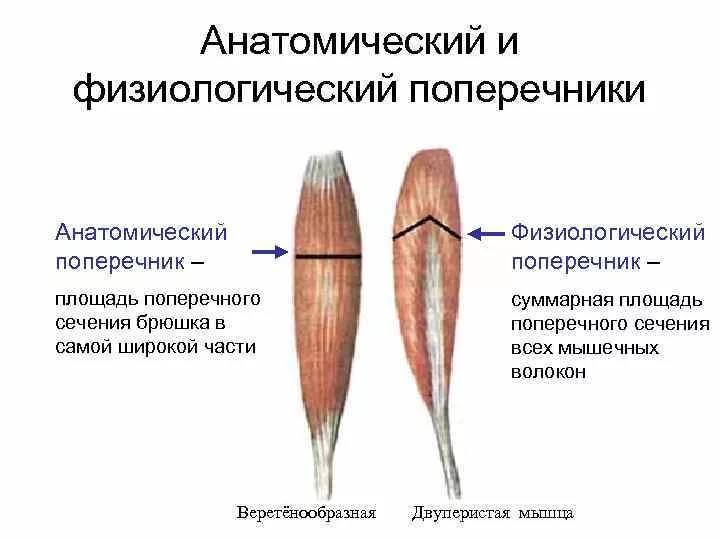 Анатомический и
физиологический поперечники
Анатомический
поперечник –
площадь поперечного
сечения брюшка в
самой широкой части
Физиологический
поперечник –
суммарная площадь
поперечного сечения
всех мышечных
волокон
Веретёнообразная
Двуперистая мышца